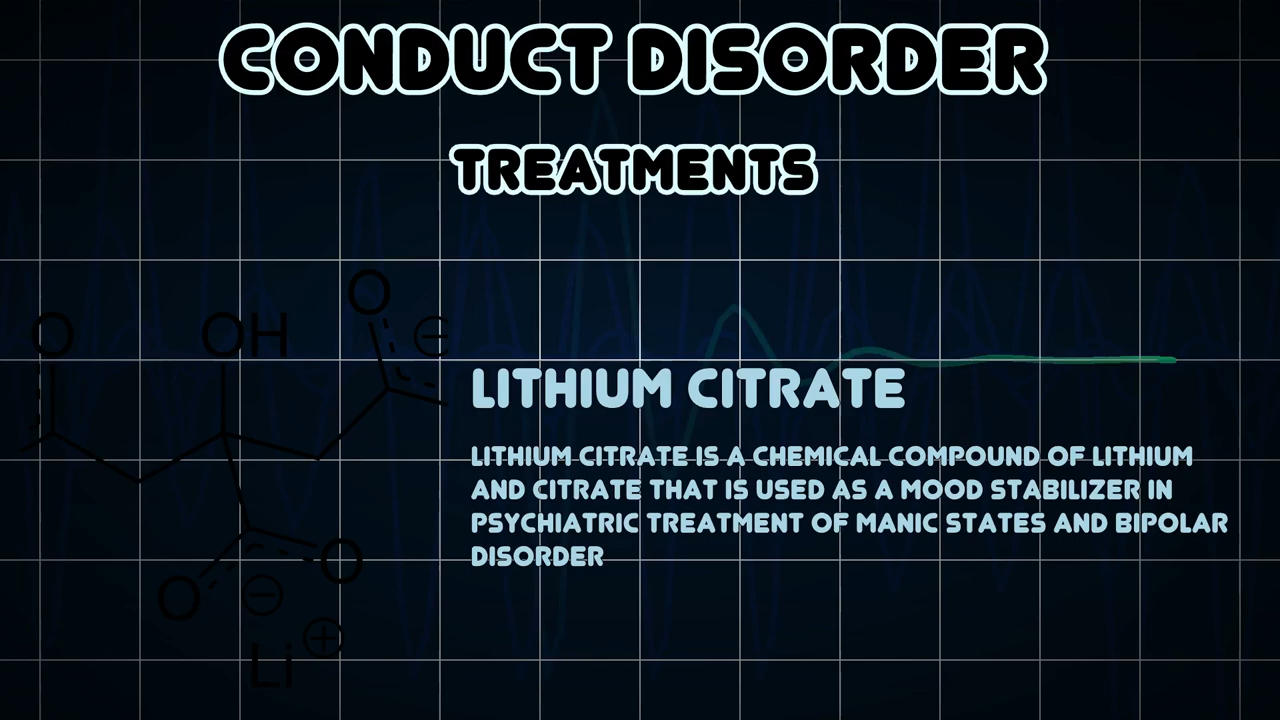 CONDUCT DISORDER
TREATMENTS
O
OH
O
⊖
LITHIUM CITRATE
LITHIUM CITRATE IS A CHEMICAL COMPOUND OF LITHIUM
AND CITRATE THAT IS USED AS A MOOD STABILIZER IN
PSYCHIATRIC TREATMENT OF MANIC STATES AND BIPOLAR
DISORDER
O
O
⊖
Li⊕